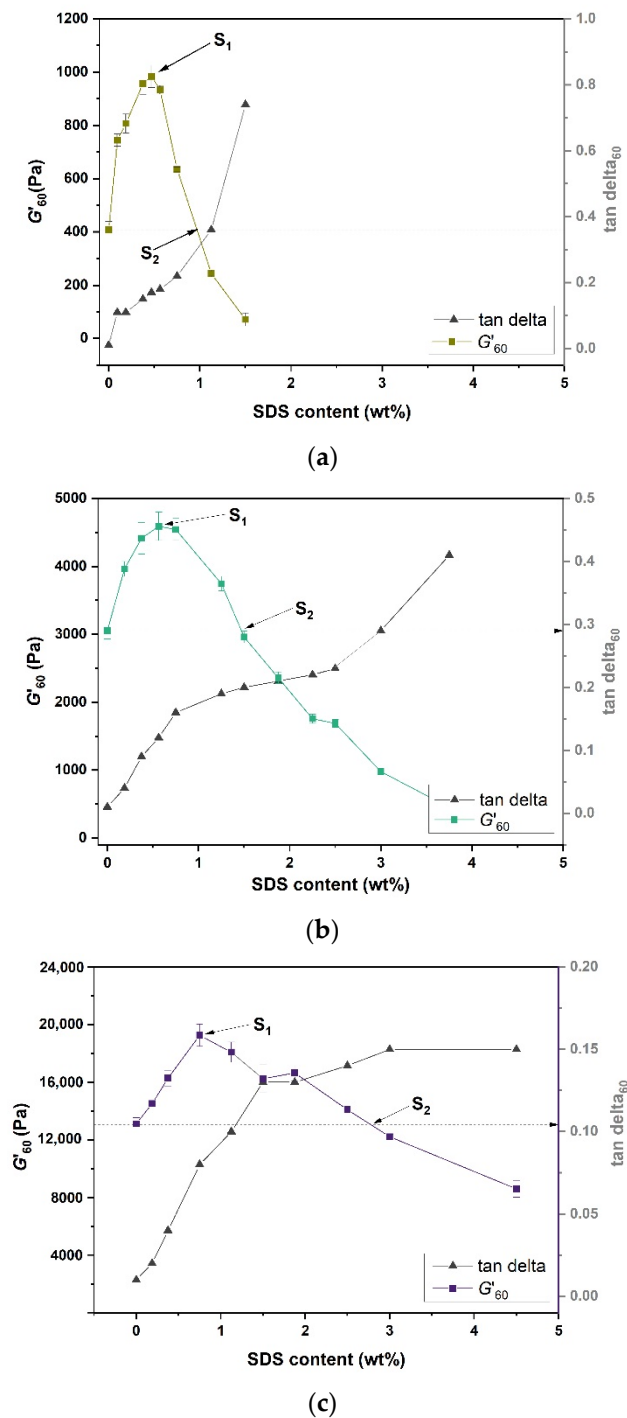 1200
1000
800
600
400
200
0
G'60(Pa)
S1
S2
1.0
0.8
0.6
0.4
0.2
0.0
tan delta60
tan delta
G'60
0 1 2 3 4 5
SDS content (wt%)
(a)
5000
4000
3000
2000
1000
0
G'60 (Pa)
S1
S2
0.5
0.4
0.3
0.2
0.1
0.0
tan delta60
tan delta
G'60
0 1 2 3 4 5
SDS content (wt%)
(b)
24,000
20,000
16,000
12,000
8000
4000
G'60 (Pa)
S1
S2
0.20
0.15
0.10
0.05
0.00
tan delta60
tan delta
G'60
0 1 2 3 4 5
SDS content (wt%)
(c)